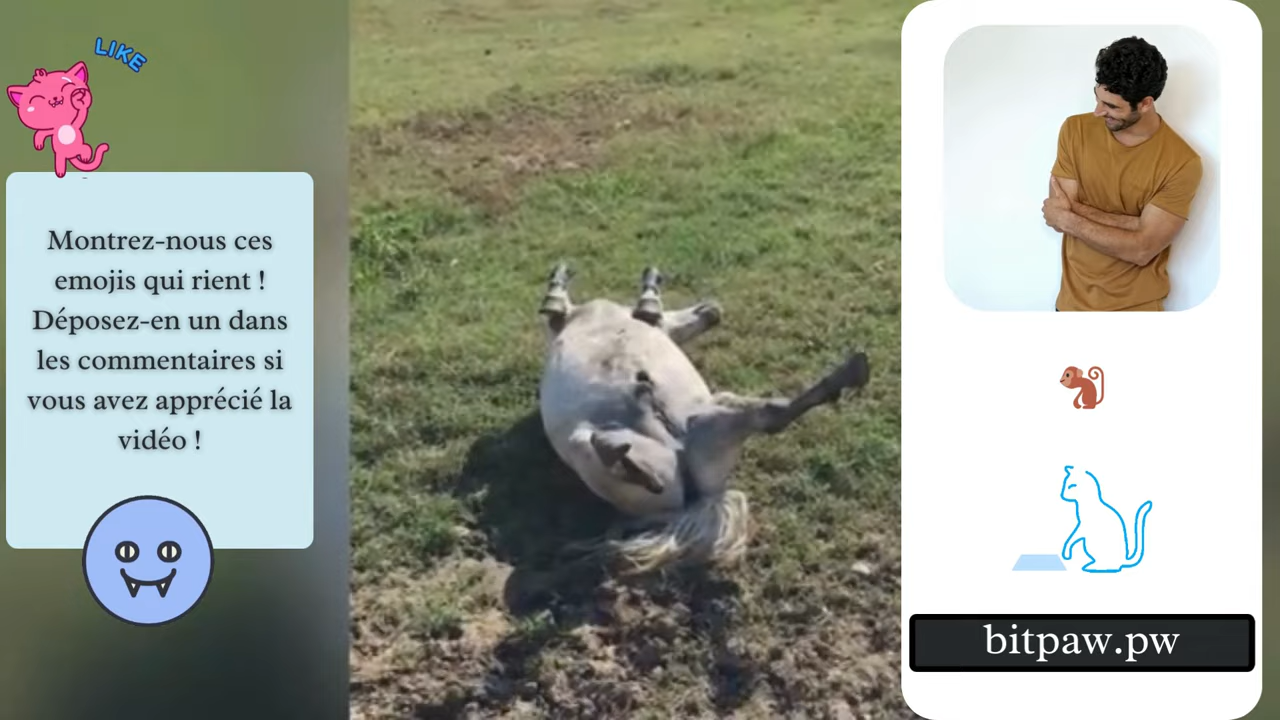 LIKE
Montrez-nous ces
emojis qui rient !
Déposez-en un dans
les commentaires si
vous avez apprécié la
vidéo !
bitpaw.pw